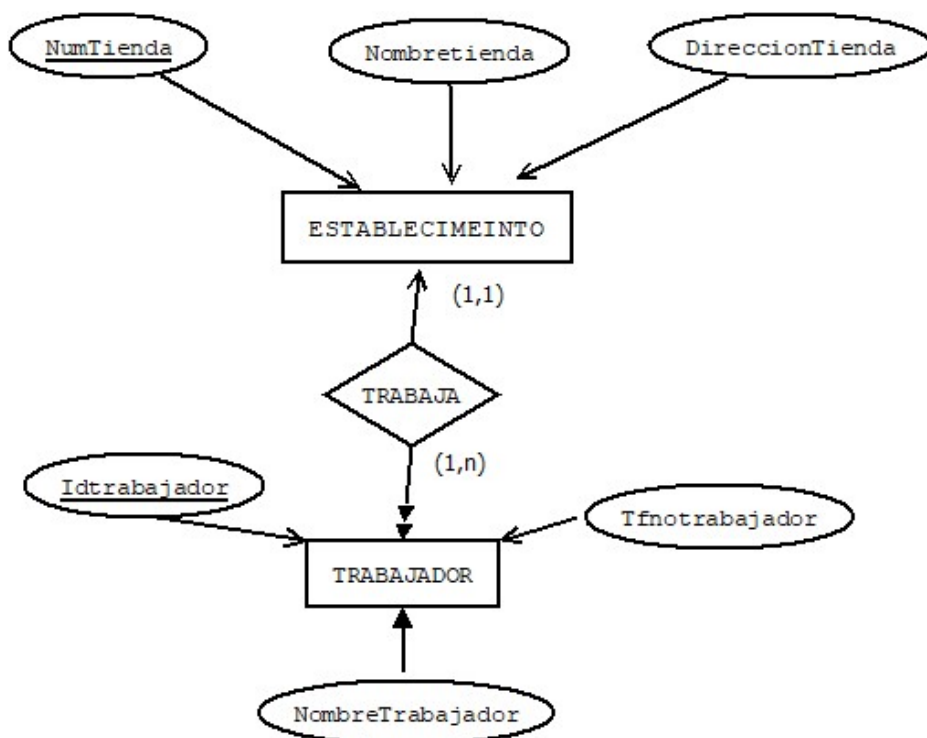 NumTienda
Nombretienda
DireccionTienda
ESTABLECIMEINTO
(1,1)
TRABAJA
(1,n)
Idtrabajador
Tfnotrabajador
TRABAJADOR
NombreTrabajador